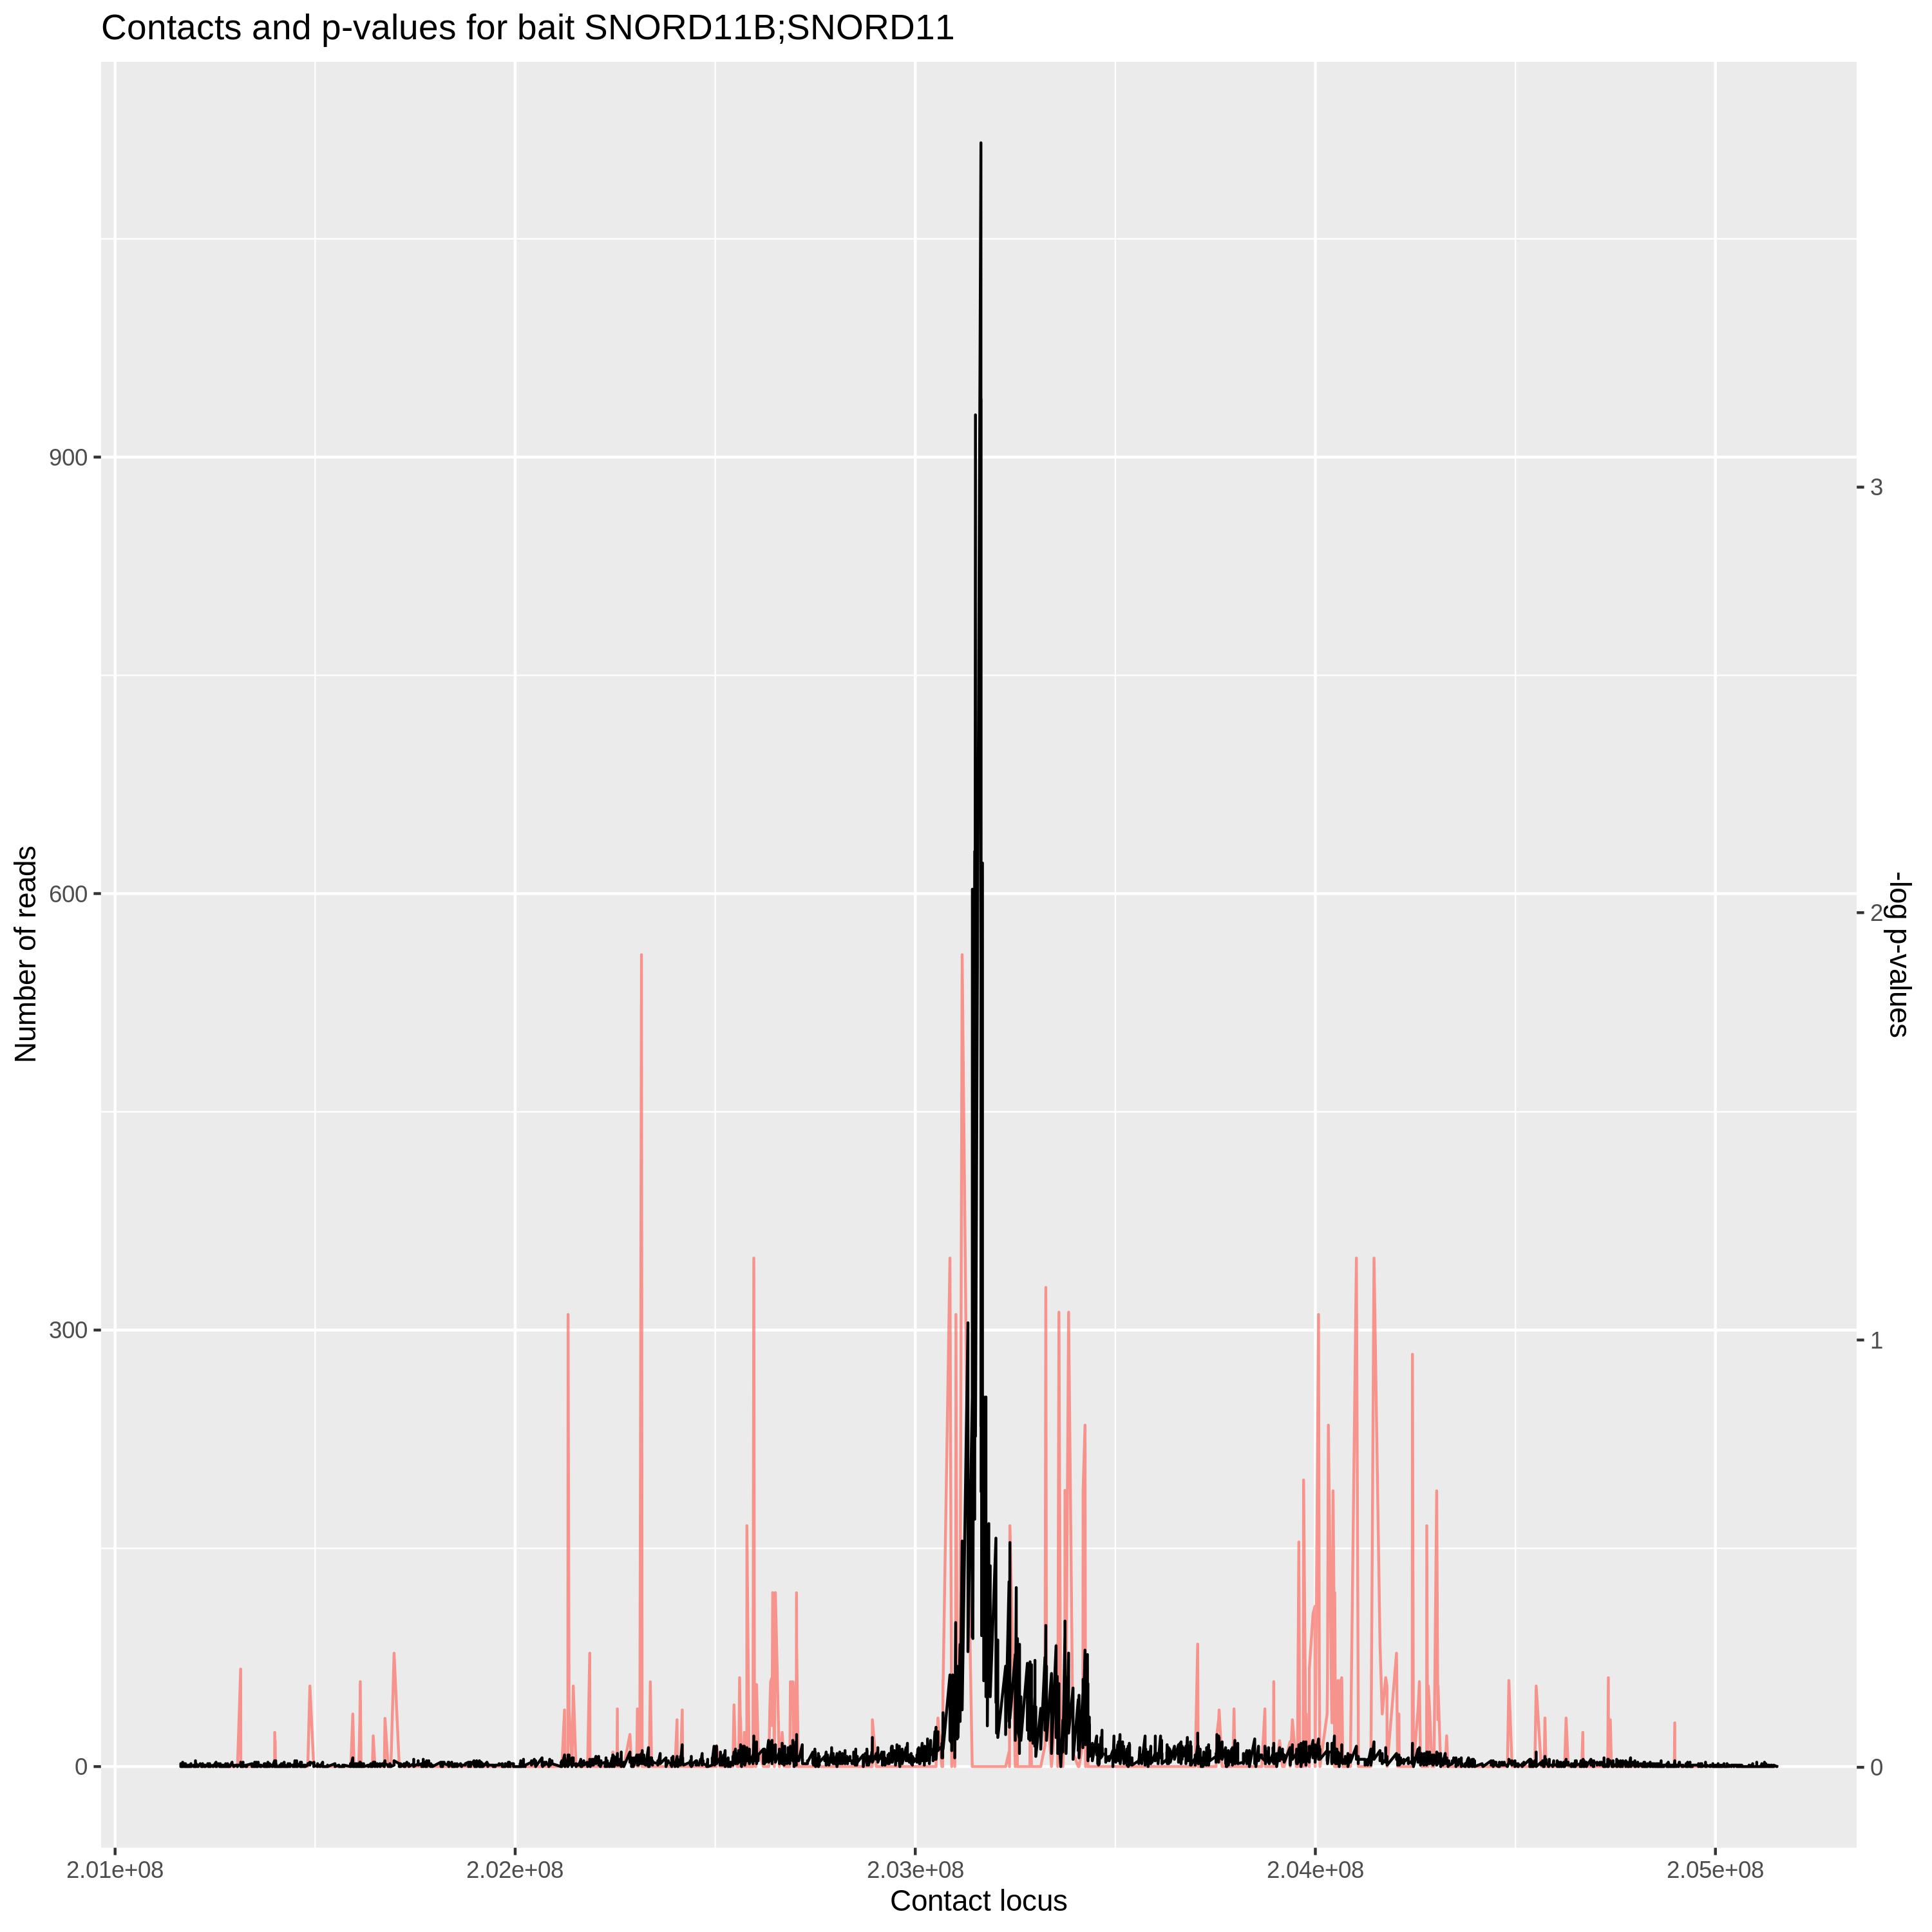 Contacts and p-values for bait SNORD11B;SNORD11
900
600
300
0
3
2
1
0
Number of reads
-log p-values
2.01e+08
2.02e+08
2.03e+08
2.04e+08
2.05e+08
Contact locus